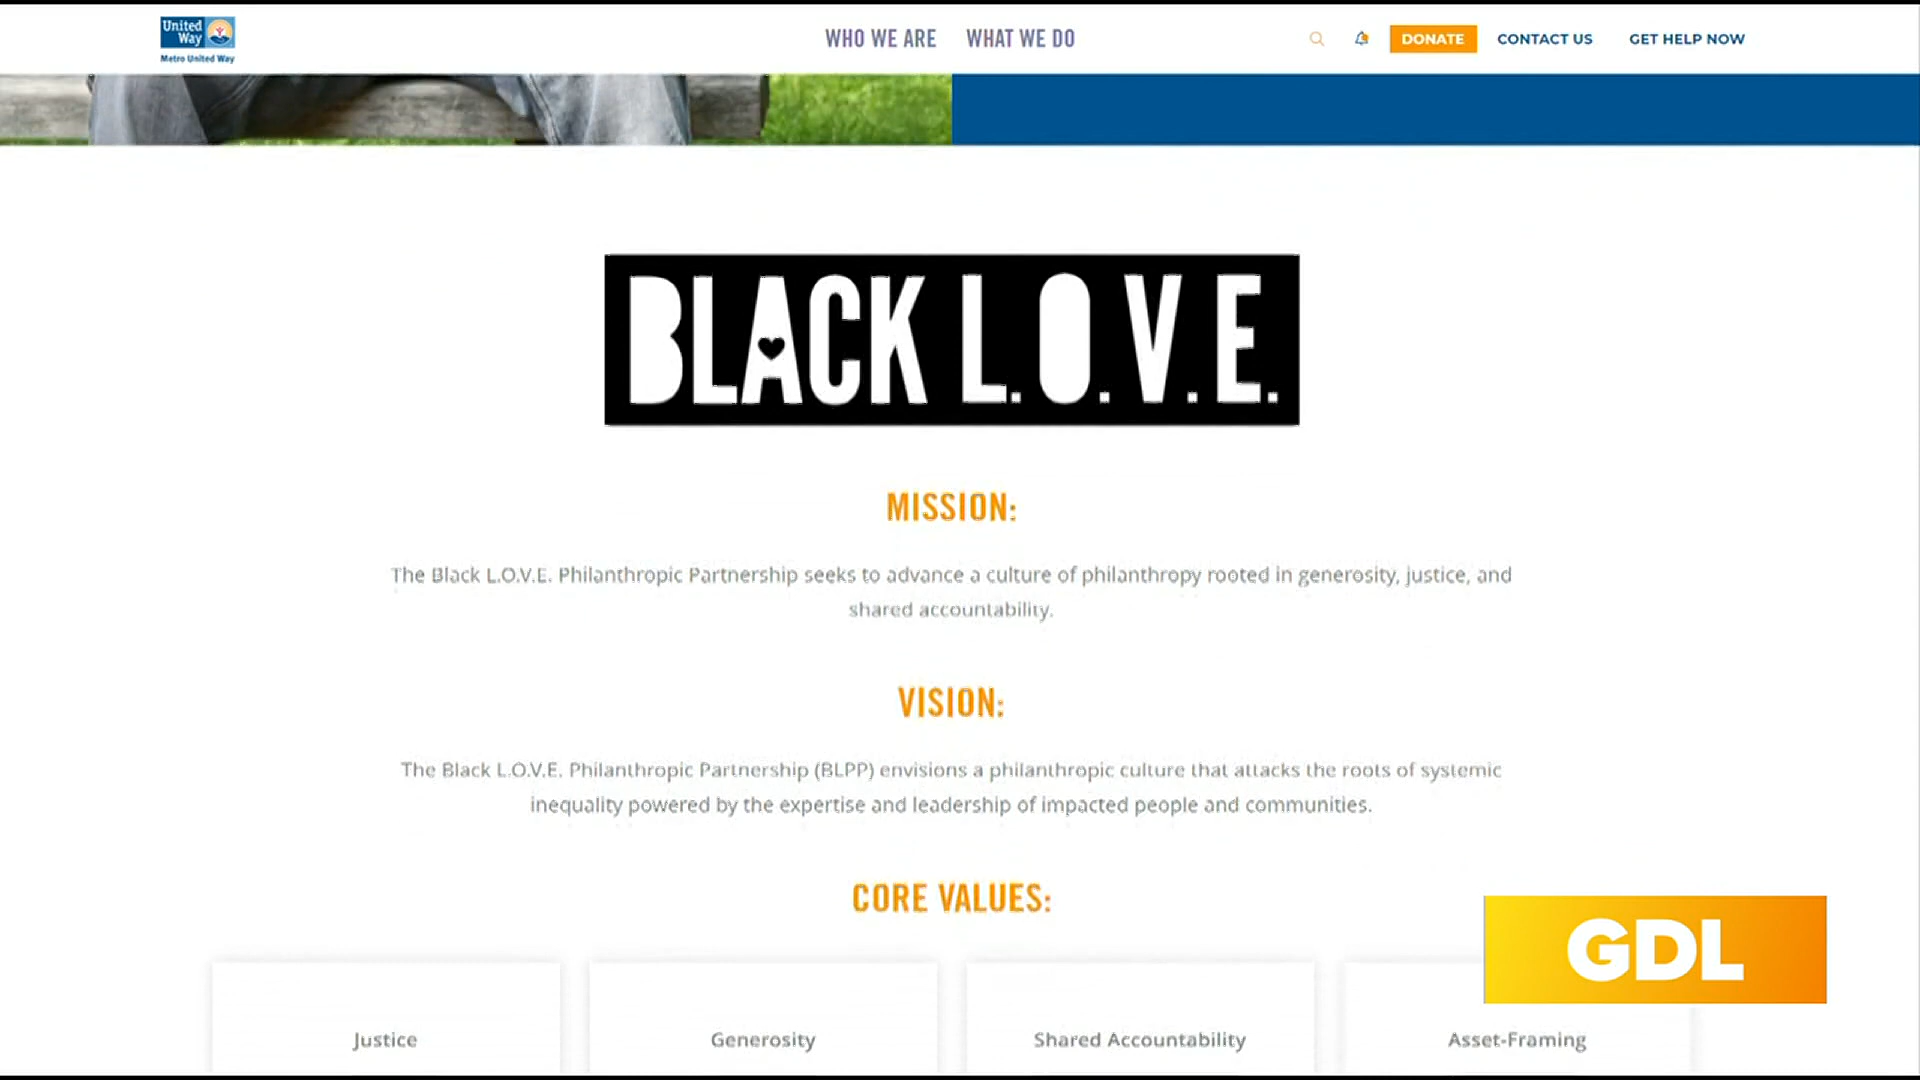 United
Way
Metro United Way
WHO WE ARE WHAT WE DO
DONATE CONTACT US GET HELP NOW
BLACK L.O.V.E.
MISSION:
The Black L.O.V.E. Philanthropic Partnership seeks to advance a culture of philanthropy rooted in generosity, justice, and
shared accountability.
VISION:
The Black L.O.V.E. Philanthropic Partnership (BLPP) envisions a philanthropic culture that attacks the roots of systemic
inequality powered by the expertise and leadership of impacted people and communities.
CORE VALUES:
GDL
Justice Generosity Shared Accountability Asset-Framing